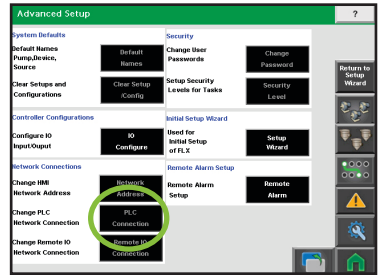 Advanced Setup
?
System Defaults
Default Names
Pump,Device,
Source
Default
Names
Clear Setups and
Configurations
Clear Setup
/Config
Controller Configurations
Configure IO
Input/Ouput
IO
Configure
Network Connections
Change HMI
Network Address
Network
Address
Change PLC
Network Connection
PLC
Connection
Change Remote IO
Network Connection
Remote IO
Connection
Security
Change User
Passwords
Change
Password
Setup Security
Levels for Tasks
Security
Level
Initial Setup Wizard
Used for
Initial Setup
of FLX
Setup
Wizard
Remote Alarm Setup
Remote Alarm
Setup
Remote
Alarm
Return to
Setup
Wizard